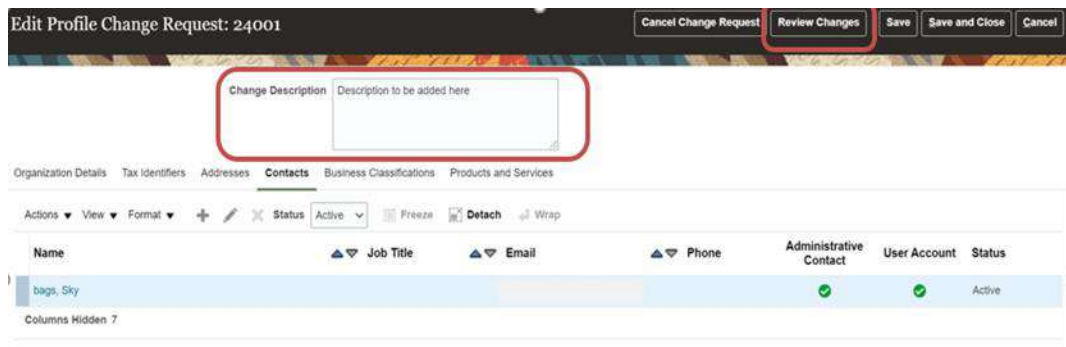 Edit Profile Change Request: 24001 Cancel Change Request Review Changes Save Save and Close Cancel
Change Description Description to be added here
Organization Details Tax Identifiers Addresses Contacts Business Classifications Products and Services
Actions View Format Status Active Freeze Detach Wrap
Name Job Title Email Phone Administrative Contact User Account Status
bags, Sky Active
Columns Hidden 7